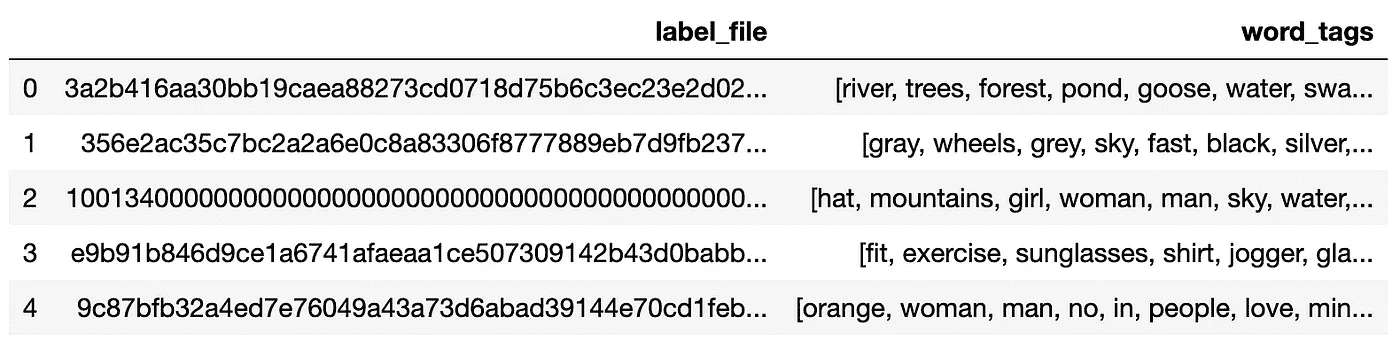 label_file word_tags
0 3a2b416aa30bb19caea88273cd0718d75b6c3ec23e2d02... [river, trees, forest, pond, goose, water, swa...
1 356e2ac35c7bc2a2a6e0c8a83306f8777889eb7d9fb237... [gray, wheels, grey, sky, fast, black, silver,...
2 1001340000000000000000000000000000000000000000... [hat, mountains, girl, woman, man, sky, water,...
3 e9b91b846d9ce1a6741afaeaa1ce507309142b43d0babb... [fit, exercise, sunglasses, shirt, jogger, gla...
4 9c87bfb32a4ed7e76049a43a73d6abad39144e70cd1feb... [orange, woman, man, no, in, people, love, min...